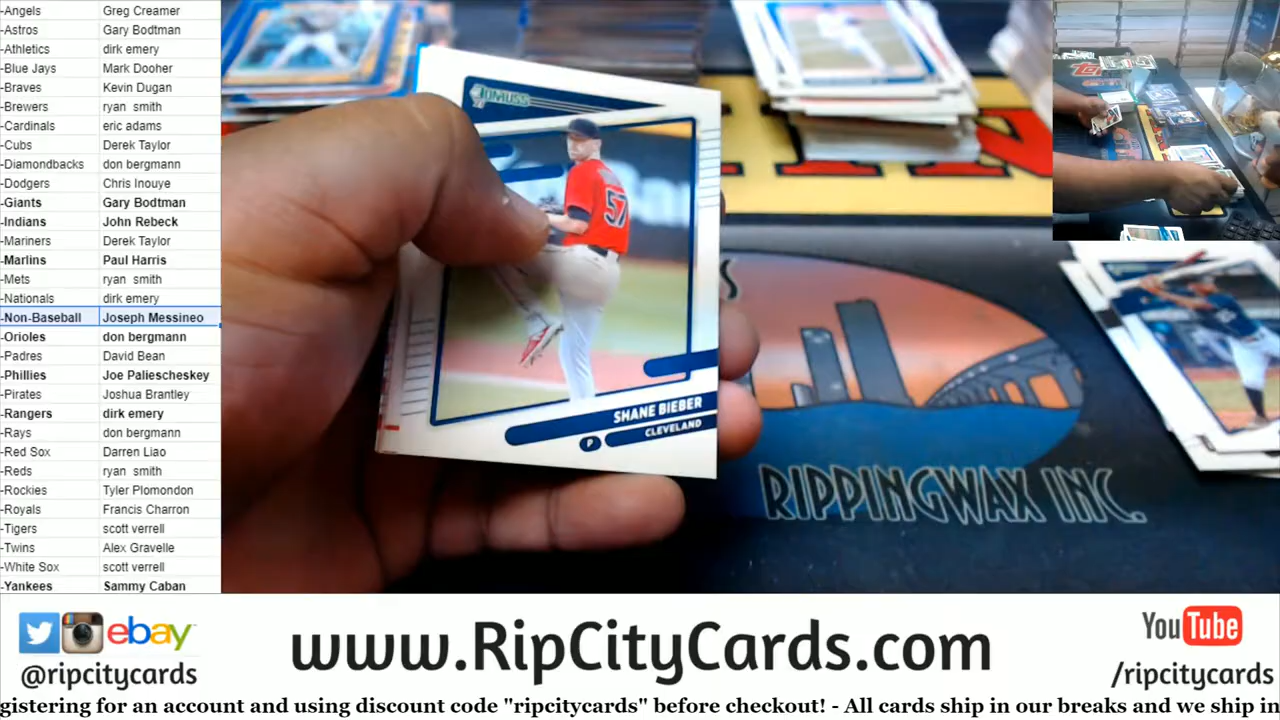 -Angels Greg Creamer
-Astros Gary Bodtman
-Athletics dirk emery
-Blue Jays Mark Dooher
-Braves Kevin Dugan
-Brewers ryan smith
-Cardinals eric adams
-Cubs Derek Taylor
-Diamondbacks don bergmann
-Dodgers Chris Inouye
-Giants Gary Bodtman
-Indians John Rebeck
-Mariners Derek Taylor
-Marlins Paul Harris
-Mets ryan smith
-Nationals dirk emery
-Non-Baseball Joseph Messineo
-Orioles don bergmann
-Padres David Bean
-Phillies Joe Paliescheskey
-Pirates Joshua Brantley
-Rangers dirk emery
-Rays don bergmann
-Red Sox Darren Liao
-Reds ryan smith
-Rockies Tyler Plomondon
-Royals Francis Charron
-Tigers scott verrell
-Twins Alex Gravelle
-White Sox scott verrell
-Yankees Sammy Caban
DONRUSS
57
SHANE BIEBER
P CLEVELAND
RIPPINGWAX INC.
ebay
@ripcitycards
www.RipCityCards.com
YouTube
/ripcitycards
gistering for an account and using discount code "ripcitycards" before checkout! - All cards ship in our breaks and we ship in